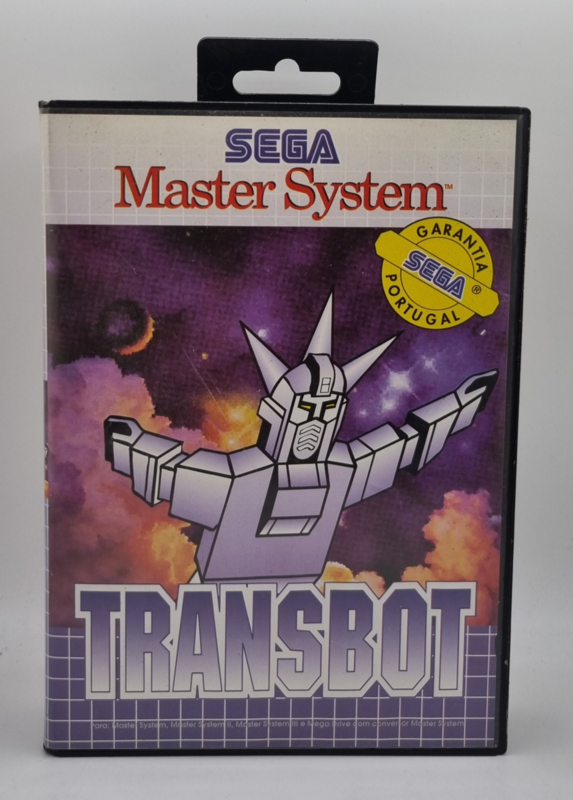 SEGA
Master System™
GARANTIA
SEGA®
PORTUGAL
TRANSBOT
Para: Master System, Master System II, Master System III e Mega Drive com conversor Master System